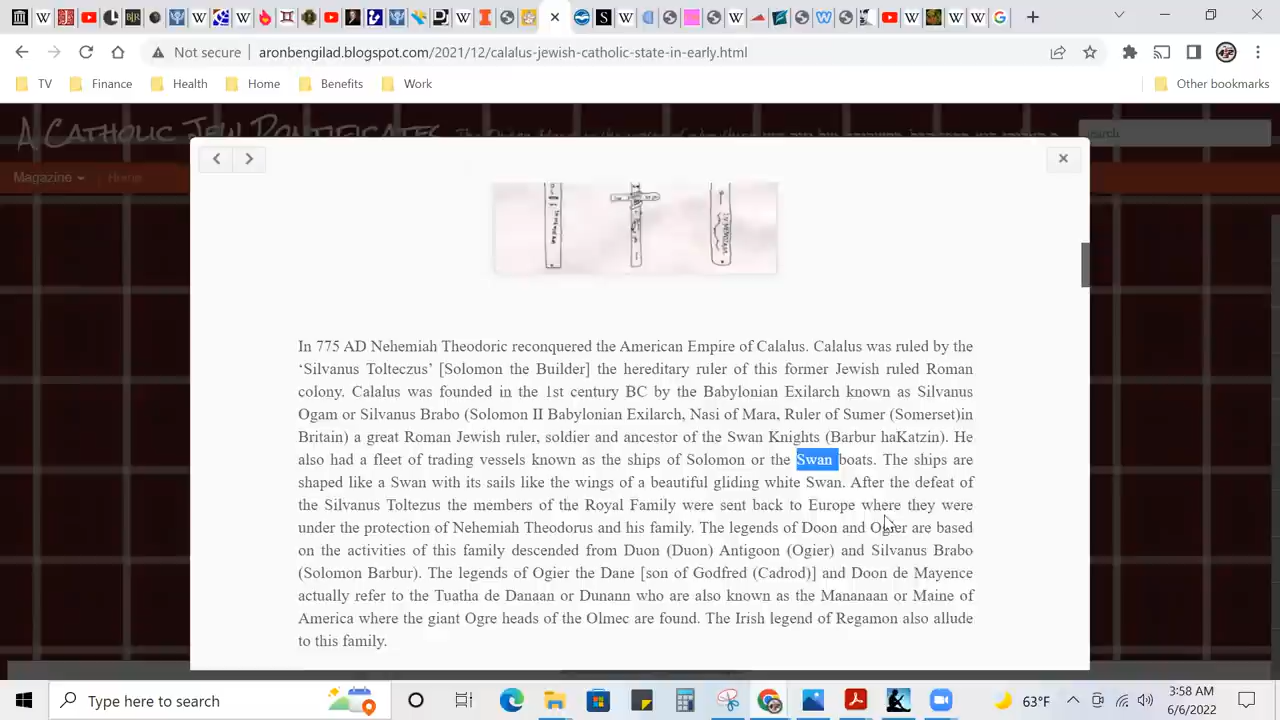 Not secure
aronbengilad.blogspot.com/2021/12/calalus-jewish-catholic-state-in-early.html
TV
Finance
Health
Home
Benefits
Work
Other bookmarks
A Catholic Jew Pontificates
search
Magazine
Home
In 775 AD Nehemiah Theodoric reconquered the American Empire of Calalus. Calalus was ruled by the
‘Silvanus Tolteczus’ [Solomon the Builder] the hereditary ruler of this former Jewish ruled Roman
colony. Calalus was founded in the 1st century BC by the Babylonian Exilarch known as Silvanus
Ogam or Silvanus Brabo (Solomon II Babylonian Exilarch, Nasi of Mara, Ruler of Sumer (Somerset)in
Britain) a great Roman Jewish ruler, soldier and ancestor of the Swan Knights (Barbur haKatzin). He
also had a fleet of trading vessels known as the ships of Solomon or the Swan boats. The ships are
shaped like a Swan with its sails like the wings of a beautiful gliding white Swan. After the defeat of
the Silvanus Toltezus the members of the Royal Family were sent back to Europe where they were
under the protection of Nehemiah Theodorus and his family. The legends of Doon and Ogier are based
on the activities of this family descended from Duon (Duon) Antigoon (Ogier) and Silvanus Brabo
(Solomon Barbur). The legends of Ogier the Dane [son of Godfred (Cadrod)] and Doon de Mayence
actually refer to the Tuatha de Danaan or Dunann who are also known as the Mananaan or Maine of
America where the giant Ogre heads of the Olmec are found. The Irish legend of Regamon also allude
to this family.
Type here to search
63°F
3:58 AM
6/6/2022